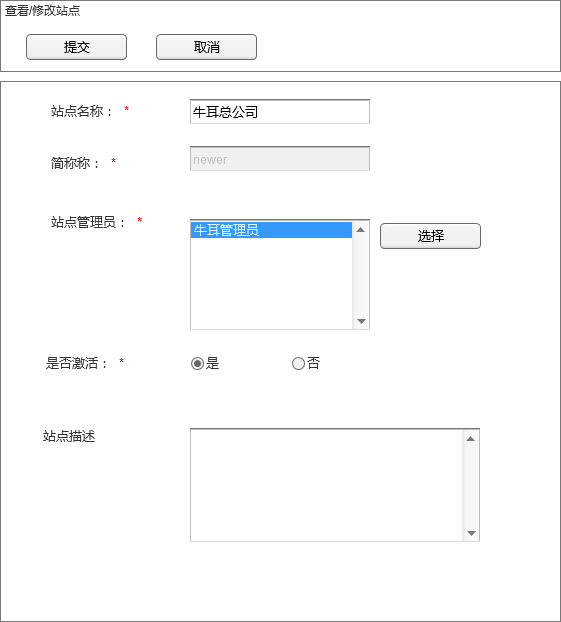 查看/修改站点
提交 取消
站点名称： * 牛耳总公司
简称称： * newer
站点管理员： * 牛耳管理员 选择
是否激活： * 是 否
站点描述